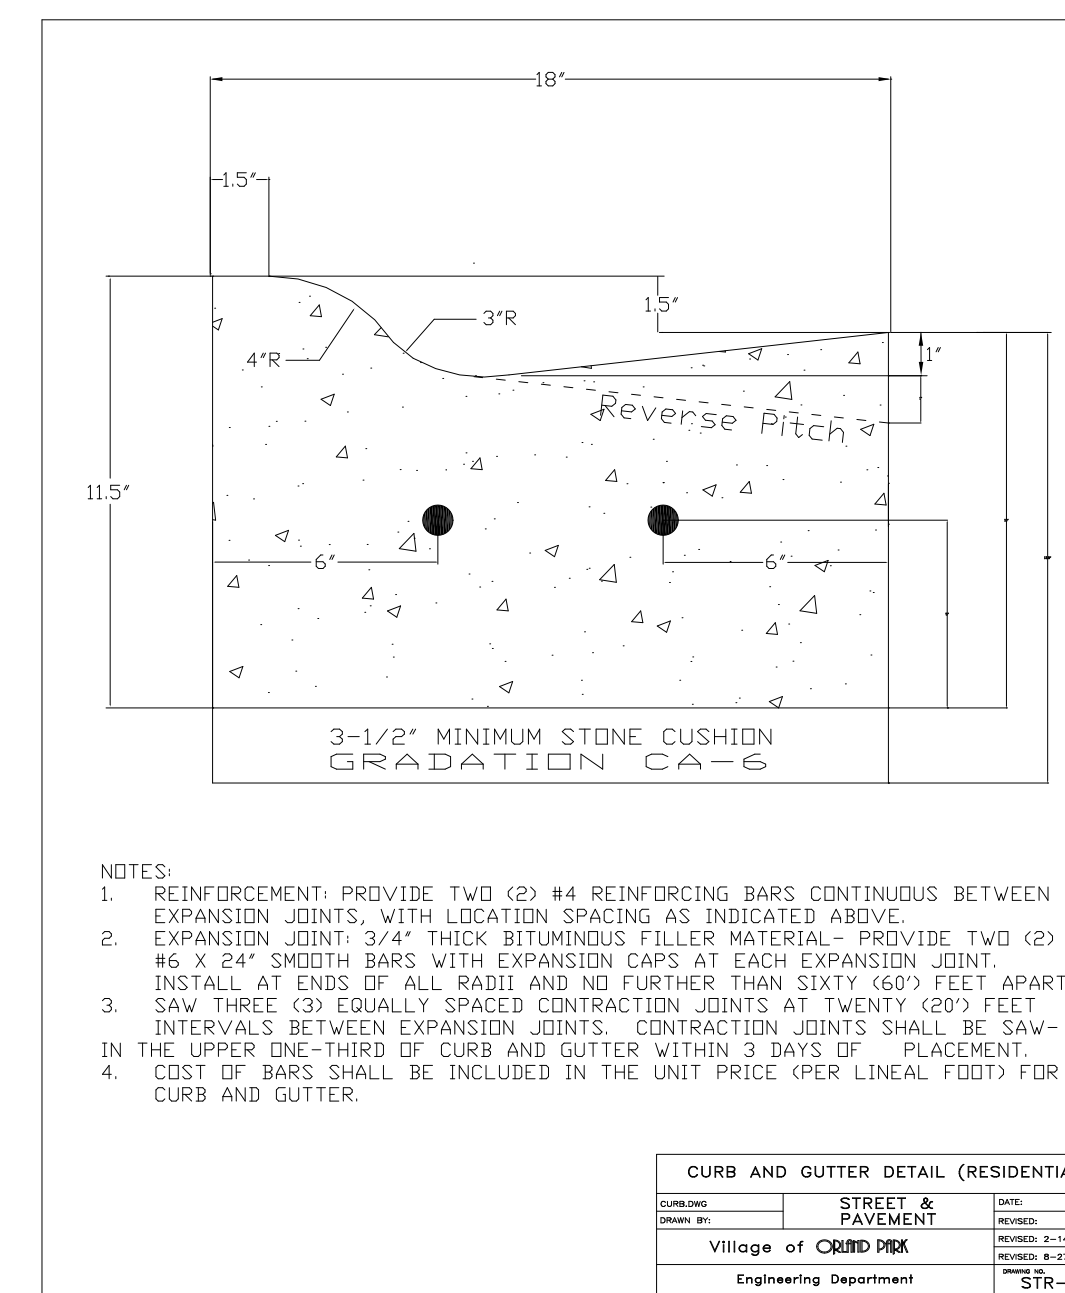 18"
1.5"
1.5"
3"R
4"R
1"
Reverse Pitch
11.5"
6"
6"
3-1/2" MINIMUM STONE CUSHION
GRADATION CA-6
NOTES:
1. REINFORCEMENT: PROVIDE TWO (2) #4 REINFORCING BARS CONTINUOUS BETWEEN
EXPANSION JOINTS, WITH LOCATION SPACING AS INDICATED ABOVE.
2. EXPANSION JOINT: 3/4" THICK BITUMINOUS FILLER MATERIAL- PROVIDE TWO (2)
#6 X 24" SMOOTH BARS WITH EXPANSION CAPS AT EACH EXPANSION JOINT.
INSTALL AT ENDS OF ALL RADII AND NO FURTHER THAN SIXTY (60') FEET APART
3. SAW THREE (3) EQUALLY SPACED CONTRACTION JOINTS AT TWENTY (20') FEET
INTERVALS BETWEEN EXPANSION JOINTS. CONTRACTION JOINTS SHALL BE SAW-
IN THE UPPER ONE-THIRD OF CURB AND GUTTER WITHIN 3 DAYS OF PLACEMENT.
4. COST OF BARS SHALL BE INCLUDED IN THE UNIT PRICE (PER LINEAL FOOT) FOR
CURB AND GUTTER.
CURB AND GUTTER DETAIL (RESIDENTIA
CURB.DWG
DRAWN BY:
STREET &
PAVEMENT
DATE:
REVISED:
Village of ORLAND PARK
REVISED: 2-14
REVISED: 8-27
Engineering Department
DRAWING NO.
STR-